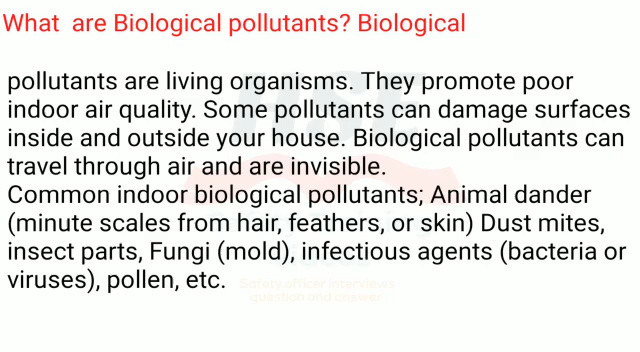 What  are Biological pollutants? Biological
pollutants are living organisms. They promote poor
indoor air quality. Some pollutants can damage surfaces
inside and outside your house. Biological pollutants can
travel through air and are invisible.
Common indoor biological pollutants; Animal dander
(minute scales from hair, feathers, or skin) Dust mites,
insect parts, Fungi (mold), infectious agents (bacteria or
viruses), pollen, etc.
HSE
Safety officer interviews
question and answer